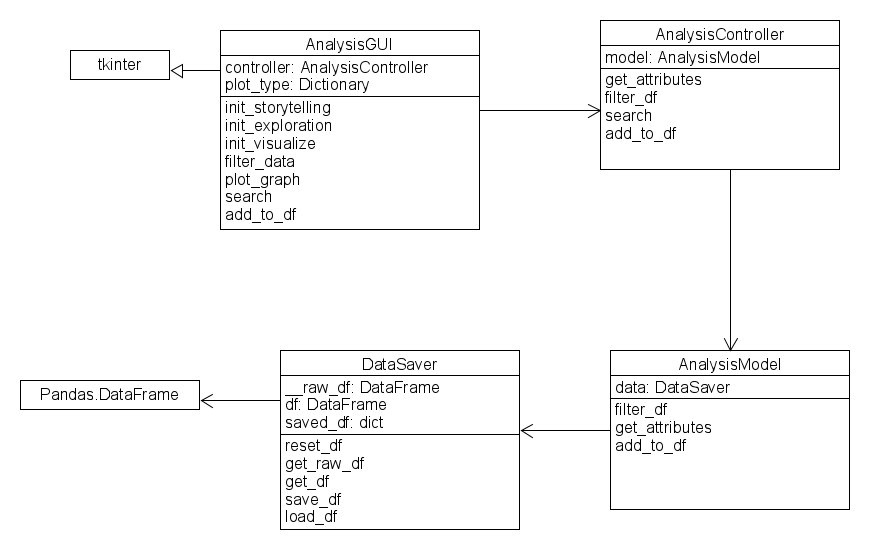 tkinter
AnalysisGUI
controller: AnalysisController
plot_type: Dictionary
init_storytelling
init_exploration
init_visualize
filter_data
plot_graph
search
add_to_df
AnalysisController
model: AnalysisModel
get_attributes
filter_df
search
add_to_df
Pandas.DataFrame
DataSaver
__raw_df: DataFrame
df: DataFrame
saved_df: dict
reset_df
get_raw_df
get_df
save_df
load_df
AnalysisModel
data: DataSaver
filter_df
get_attributes
add_to_df